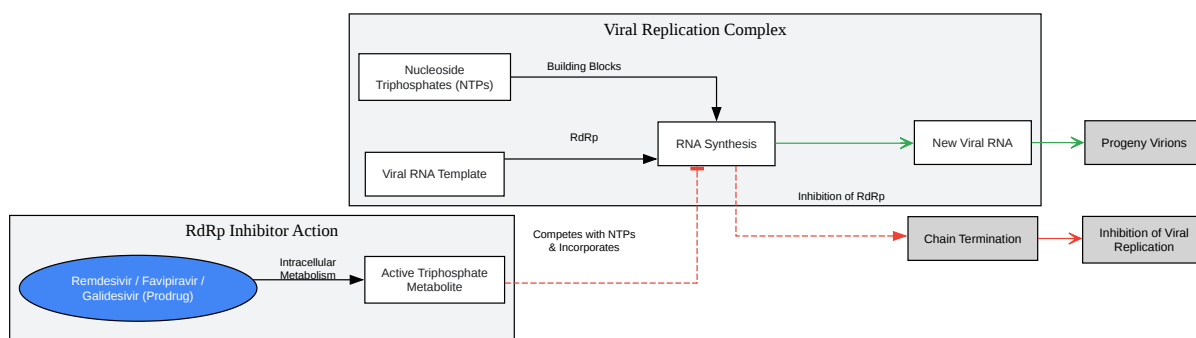 Viral Replication Complex
Nucleoside
Triphosphates (NTPs)
Building Blocks
RdRp
RNA Synthesis
New Viral RNA
Progeny Virions
Viral RNA Template
Inhibition of RdRp
RdRp Inhibitor Action
Competes with NTPs
& Incorporates
Chain Termination
Inhibition of Viral
Replication
Remdesivir / Favipiravir /
Galidesivir (Prodrug)
Intracellular
Metabolism
Active Triphosphate
Metabolite